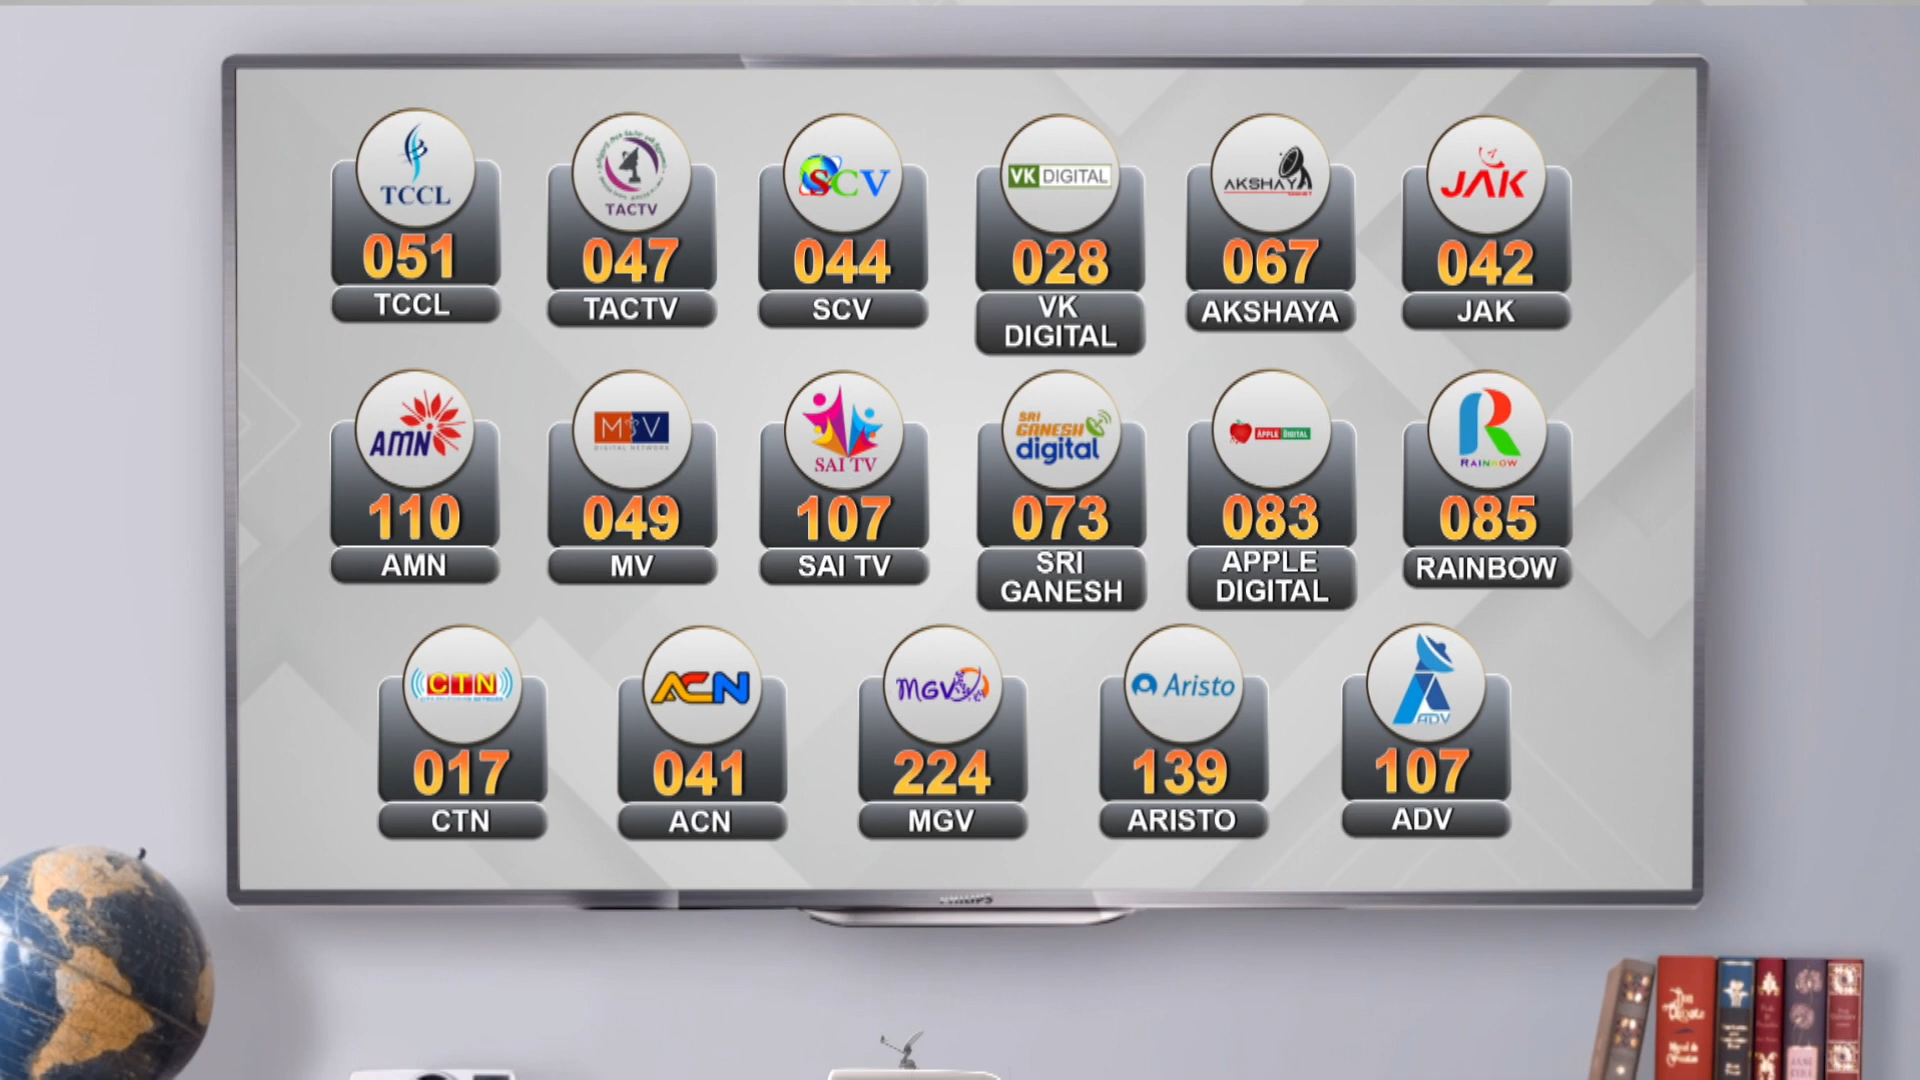 TCCL
TACTV
SCV
VK DIGITAL
AKSHAYA
JAK
051
047
044
028
067
042
TCCL
TACTV
SCV
VK
DIGITAL
AKSHAYA
JAK
AMN
MV
SAI TV
SRI
GANESH
digital
APPLE DIGITAL
RAINBOW
110
049
107
073
083
085
AMN
MV
SAI TV
SRI
GANESH
APPLE
DIGITAL
RAINBOW
CTN
ACN
MGV
Aristo
ADV
017
041
224
139
107
CTN
ACN
MGV
ARISTO
ADV
PHILIPS